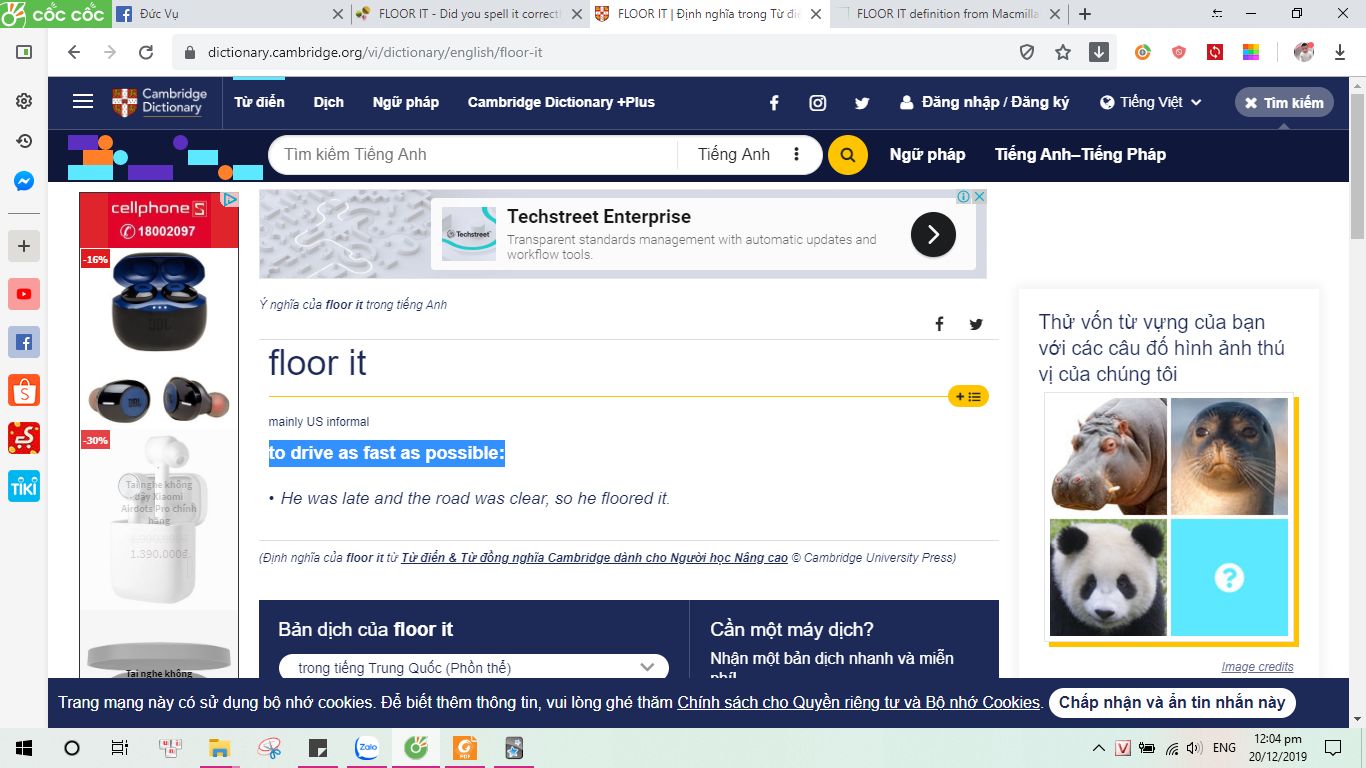 cốc cốc
Đức Vụ
FLOOR IT - Did you spell it correctl
FLOOR IT | Định nghĩa trong Từ điể
FLOOR IT definition from Macmilla
dictionary.cambridge.org/vi/dictionary/english/floor-it
Cambridge Dictionary
Từ điển
Dịch
Ngữ pháp
Cambridge Dictionary +Plus
Đăng nhập / Đăng ký
Tiếng Việt
Tìm kiếm
Tìm kiếm Tiếng Anh
Tiếng Anh
Ngữ pháp
Tiếng Anh–Tiếng Pháp
cellphoneS
18002097
-16%
JBL
-30%
Tai nghe không
dây Xiaomi
Airdots Pro chính
hãng
1.990.000₫
1.390.000₫
Tai nghe không
Techstreet
Techstreet Enterprise
Transparent standards management with automatic updates and
workflow tools.
Ý nghĩa của floor it trong tiếng Anh
floor it
mainly US informal
to drive as fast as possible:
• He was late and the road was clear, so he floored it.
(Định nghĩa của floor it từ Từ điển & Từ đồng nghĩa Cambridge dành cho Người học Nâng cao © Cambridge University Press)
Bản dịch của floor it
trong tiếng Trung Quốc (Phồn thể)
Cần một máy dịch?
Nhận một bản dịch nhanh và miễn
phí!
Thử vốn từ vựng của bạn
với các câu đố hình ảnh thú
vị của chúng tôi
?
Image credits
Trang mạng này có sử dụng bộ nhớ cookies. Để biết thêm thông tin, vui lòng ghé thăm Chính sách cho Quyền riêng tư và Bộ nhớ Cookies.
Chấp nhận và ẩn tin nhắn này
TIKI
Zalo
PDF
V
ENG
12:04 pm
20/12/2019